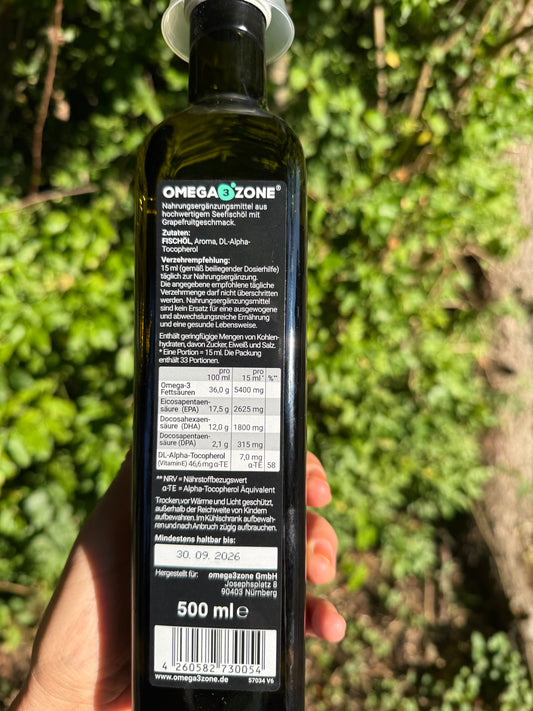 OMEGA3ZONE®
Nahrungsergänzungsmittel aus
hochwertigem Seefischöl mit
Grapefruitgeschmack.
Zutaten:
FISCHÖL, Aroma, DL-Alpha-
Tocopherol
Verzehrempfehlung:
15 ml (gemäß beiliegender Dosierhilfe)
täglich zur Nahrungsergänzung.
Die angegebene empfohlene tägliche
Verzehrmenge darf nicht überschritten
werden. Nahrungsergänzungsmittel
sind kein Ersatz für eine ausgewogene
und abwechslungsreiche Ernährung
und eine gesunde Lebensweise.
Enthält geringfügige Mengen von Kohlen-
hydraten, davon Zucker, Eiweiß und Salz.
* Eine Portion = 15 ml. Die Packung
enthält 33 Portionen.
pro pro
100 ml 15 ml* %**
Omega-3
Fettsäuren 36,0 g 5400 mg
Eicosapentaen-
säure (EPA) 17,5 g 2625 mg
Docosahexaen-
säure (DHA) 12,0 g 1800 mg
Docosapentaen-
säure (DPA) 2,1 g 315 mg
DL-Alpha-Tocopherol 7,0 mg
(Vitamin E) 46,6 mg α-TE α-TE 58
** NRV = Nährstoffbezugswert
α-TE = Alpha-Tocopherol Äquivalent
Trocken, vor Wärme und Licht geschützt,
außerhalb der Reichweite von Kindern
aufbewahren. Im Kühlschrank aufbewah-
ren und nach Anbruch zügig aufbrauchen.
Mindestens haltbar bis:
30. 09. 2026
Hergestellt für: omega3zone GmbH
Josephsplatz 8
90403 Nürnberg
500 ml e
4 260582 730054
www.omega3zone.de 57034 V6